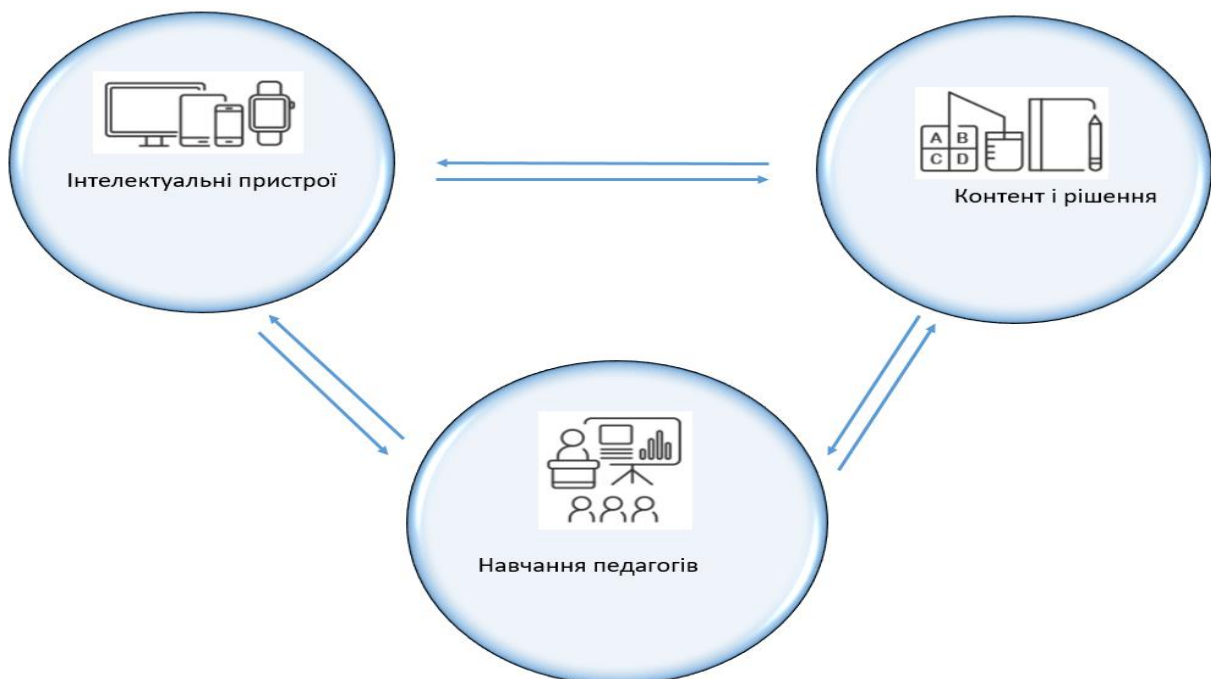 Інтелектуальні пристрої
A B
C D
Контент і рішення
Навчання педагогів